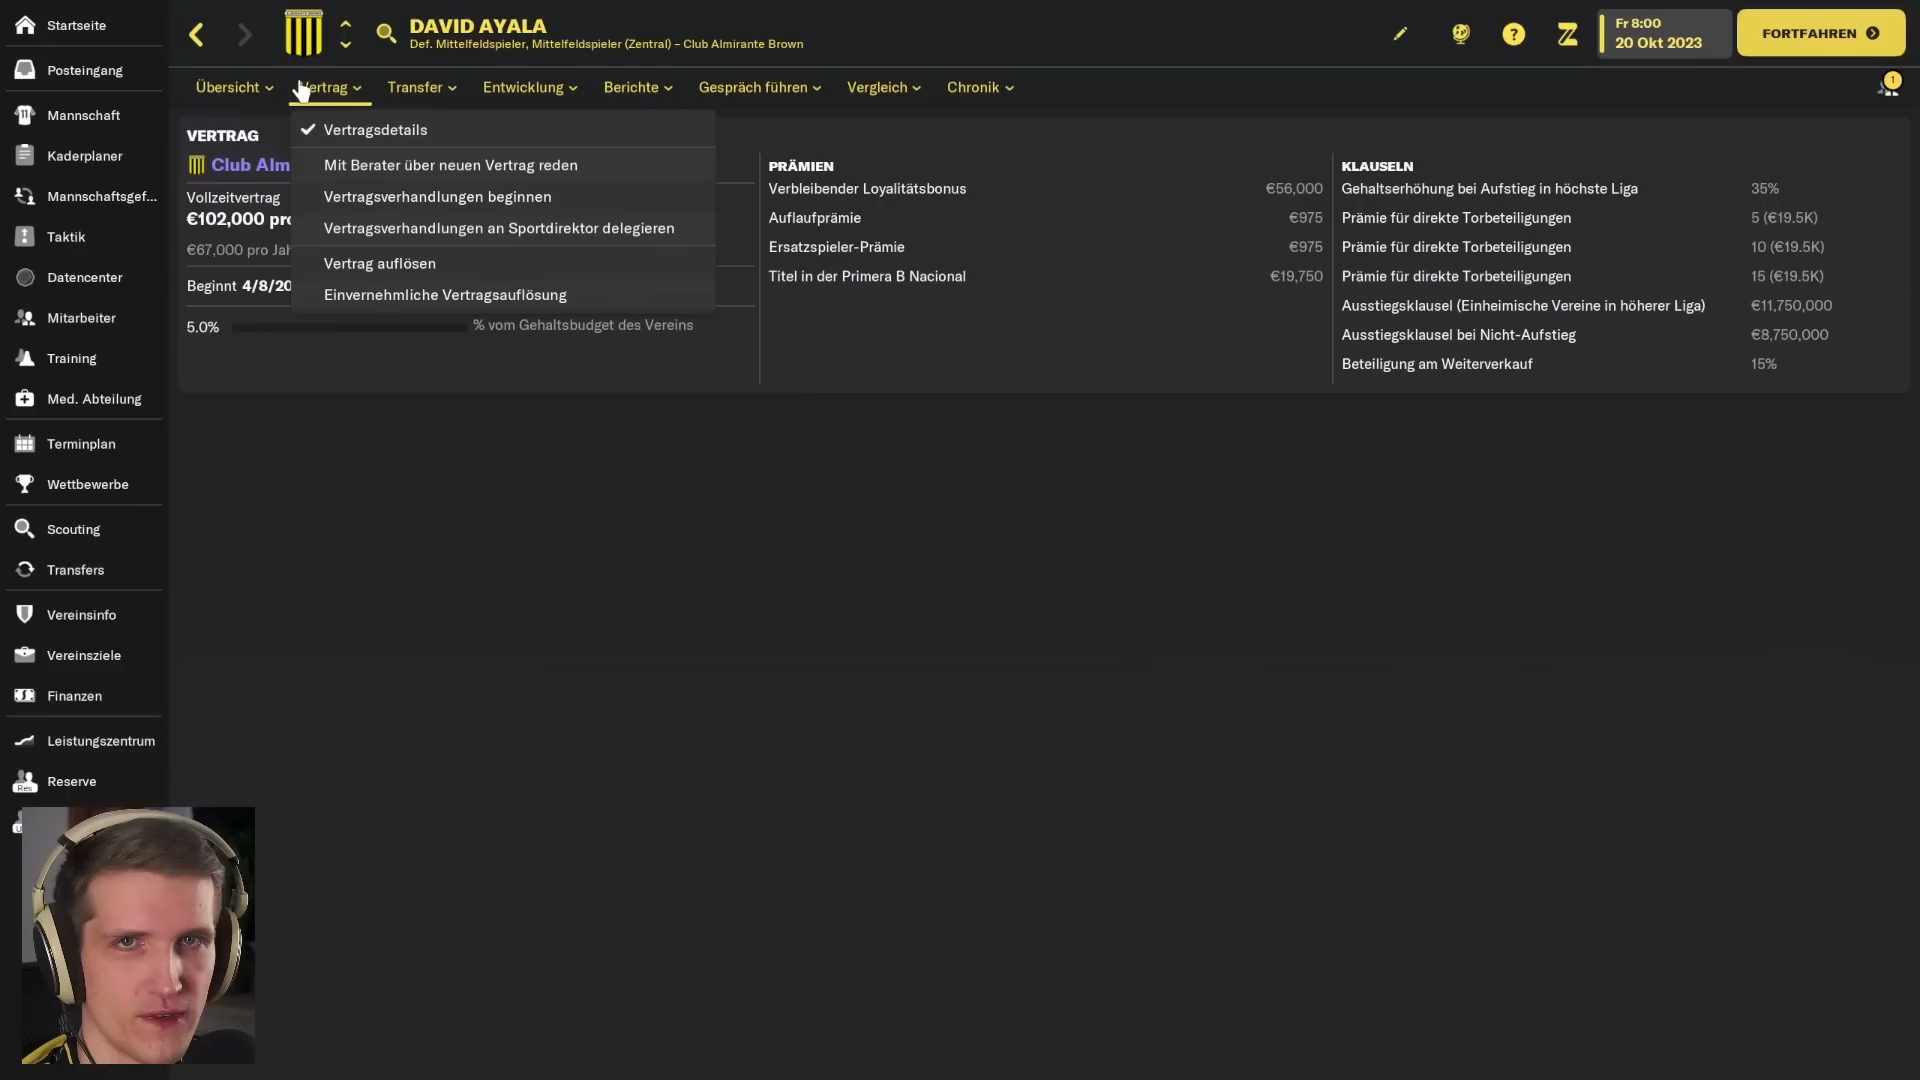 Startseite
Posteingang
Mannschaft
Kaderplaner
Mannschaftsgef...
Taktik
Datencenter
Mitarbeiter
Training
Med. Abteilung
Terminplan
Wettbewerbe
Scouting
Transfers
Vereinsinfo
Vereinsziele
Finanzen
Leistungszentrum
Res
Reserve
DAVID AYALA
Def. Mittelfeldspieler, Mittelfeldspieler (Zentral) – Club Almirante Brown
Fr 8:00
20 Okt 2023
FORTFAHREN
1
Übersicht
Transfer
Entwicklung
Berichte
Gespräch führen
Vergleich
Chronik
VERTRAG
Club Alm
Vollzeitvertrag
€102,000 pro
€67,000 pro Jah
Beginnt 4/8/20
5.0%
% vom Gehaltsbudget des Vereins
Vertragsdetails
Mit Berater über neuen Vertrag reden
Vertragsverhandlungen beginnen
Vertragsverhandlungen an Sportdirektor delegieren
Vertrag auflösen
Einvernehmliche Vertragsauflösung
PRÄMIEN
Verbleibender Loyalitätsbonus €56,000
Auflaufprämie €975
Ersatzspieler-Prämie €975
Titel in der Primera B Nacional €19,750
KLAUSELN
Gehaltserhöhung bei Aufstieg in höchste Liga 35%
Prämie für direkte Torbeteiligungen 5 (€19.5K)
Prämie für direkte Torbeteiligungen 10 (€19.5K)
Prämie für direkte Torbeteiligungen 15 (€19.5K)
Ausstiegsklausel (Einheimische Vereine in höherer Liga) €11,750,000
Ausstiegsklausel bei Nicht-Aufstieg €8,750,000
Beteiligung am Weiterverkauf 15%